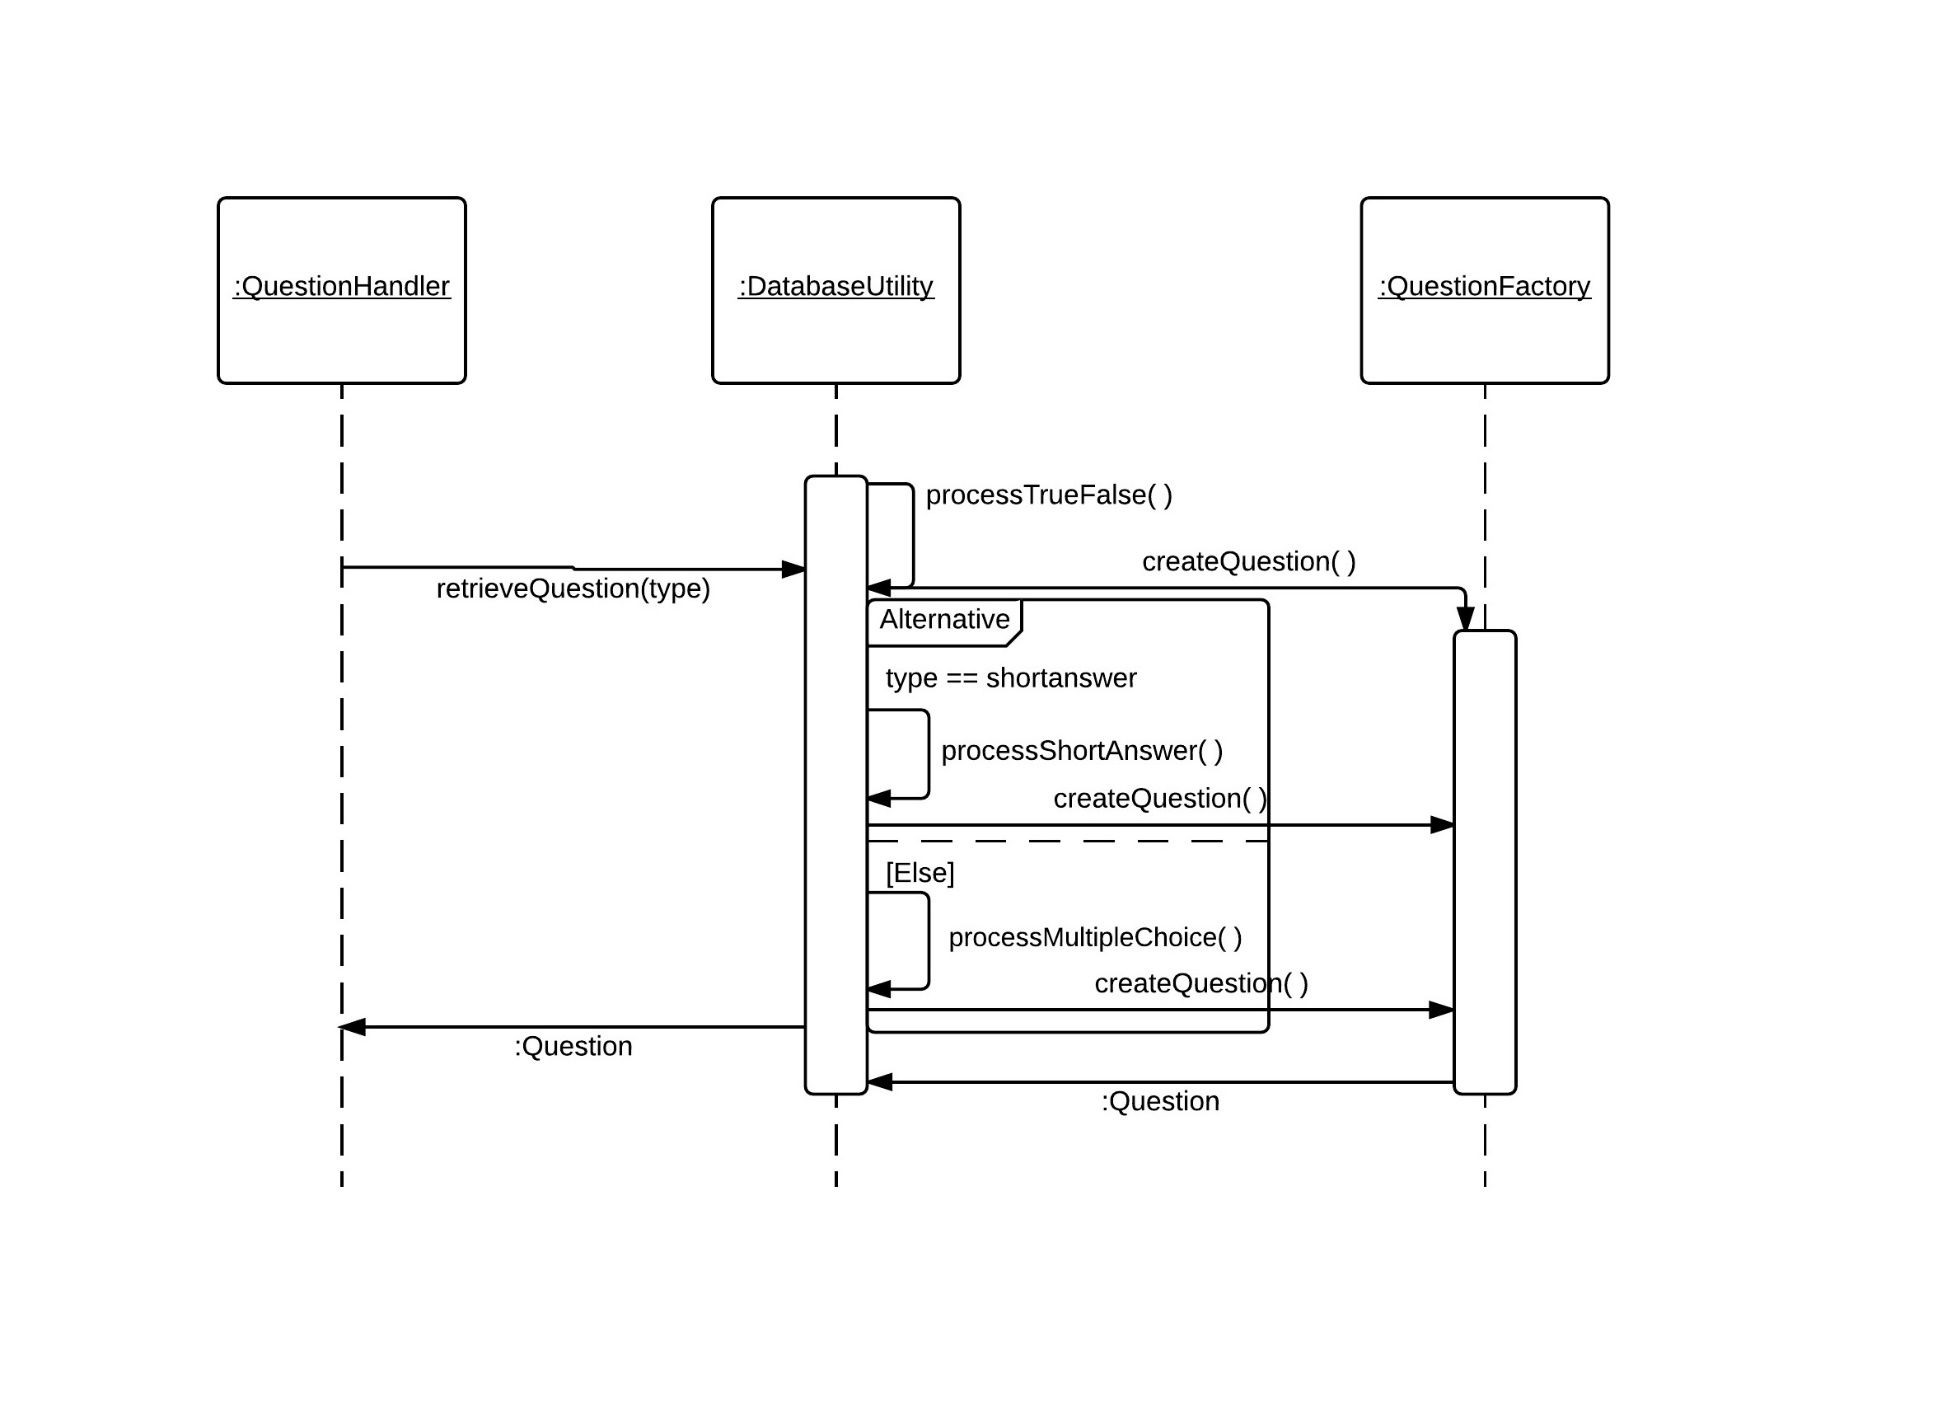 :QuestionHandler
:DatabaseUtility
:QuestionFactory
processTrueFalse( )
createQuestion( )
retrieveQuestion(type)
Alternative
type == shortanswer
processShortAnswer( )
createQuestion( )
[Else]
processMultipleChoice( )
createQuestion( )
:Question
:Question